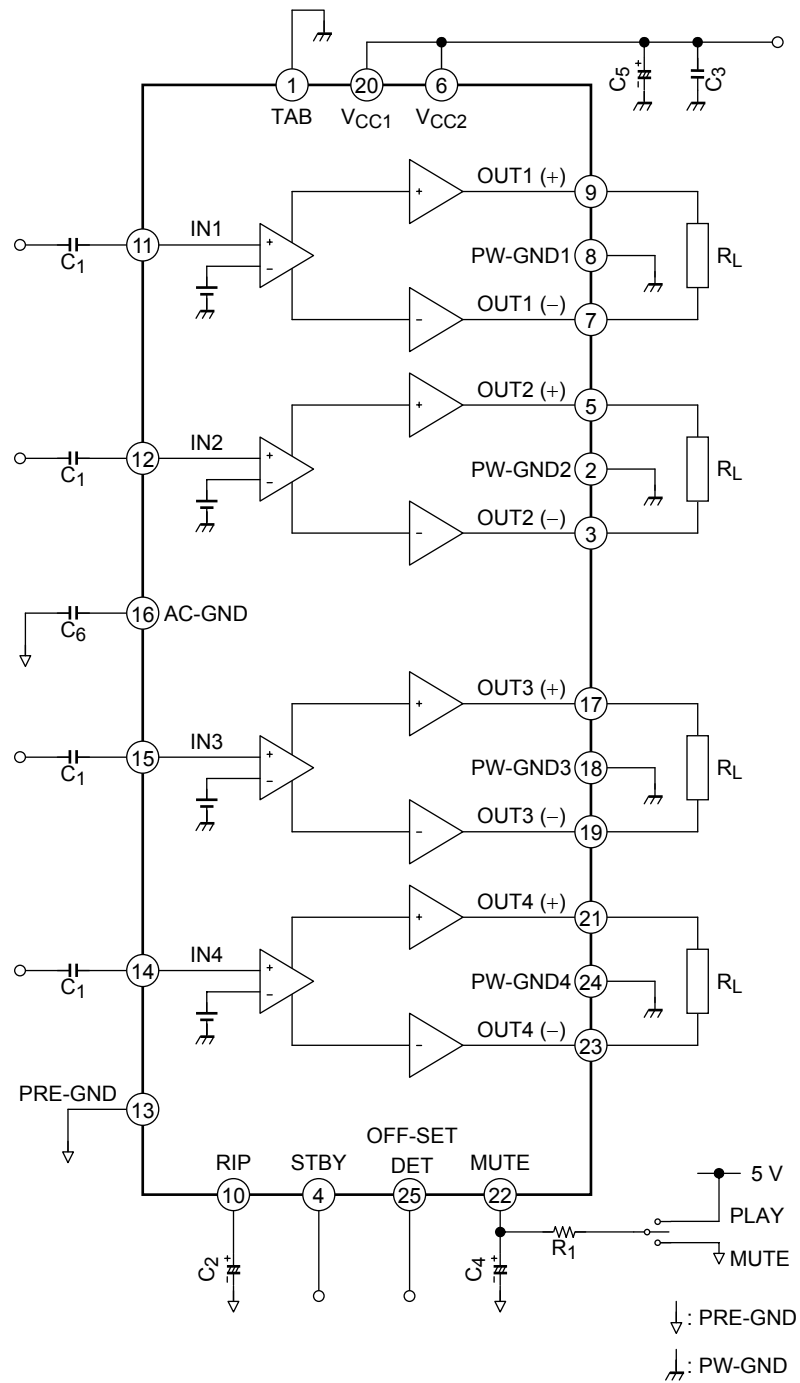 C5 + - C3 +
1 20 6
TAB VCC1 VCC2
OUT1 (+) 9
IN1 + -
C1 11
PW-GND1 8 RL
OUT1 (−) 7
OUT2 (+) 5
IN2 + -
C1 12
PW-GND2 2 RL
OUT2 (−) 3
C6 16 AC-GND
OUT3 (+) 17
IN3 + -
C1 15
PW-GND3 18 RL
OUT3 (−) 19
OUT4 (+) 21
IN4 + -
C1 14
PW-GND4 24 RL
OUT4 (−) 23
PRE-GND 13
OFF-SET
RIP STBY DET MUTE
10 4 25 22
5 V
PLAY
R1
MUTE
C2 + - C4 + -
: PRE-GND
: PW-GND